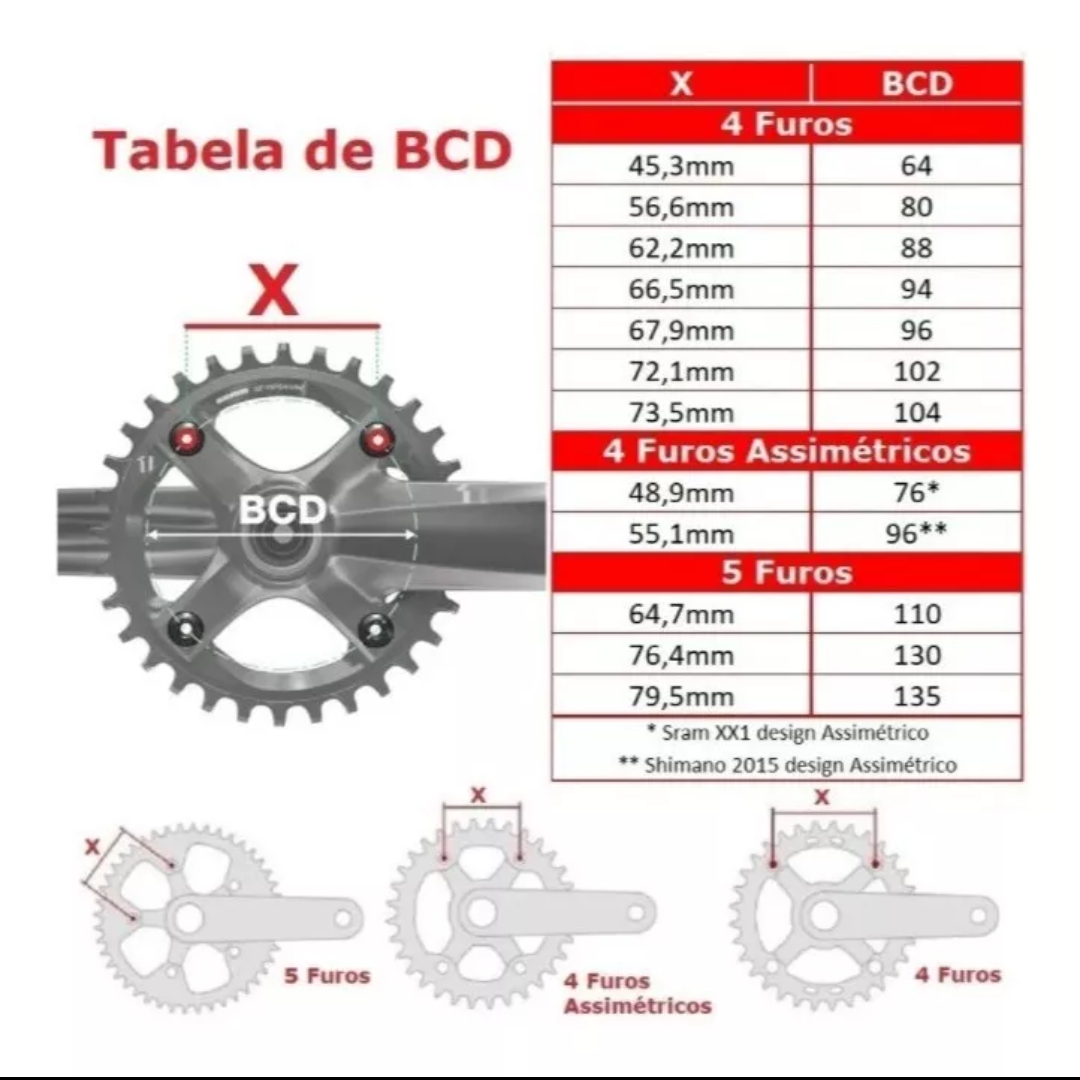 Tabela de BCD
X
BCD
X BCD
4 Furos
45,3mm 64
56,6mm 80
62,2mm 88
66,5mm 94
67,9mm 96
72,1mm 102
73,5mm 104
4 Furos Assimétricos
48,9mm 76*
55,1mm 96**
5 Furos
64,7mm 110
76,4mm 130
79,5mm 135
* Sram XX1 design Assimétrico
** Shimano 2015 design Assimétrico
X
5 Furos
X
4 Furos
Assimétricos
X
4 Furos